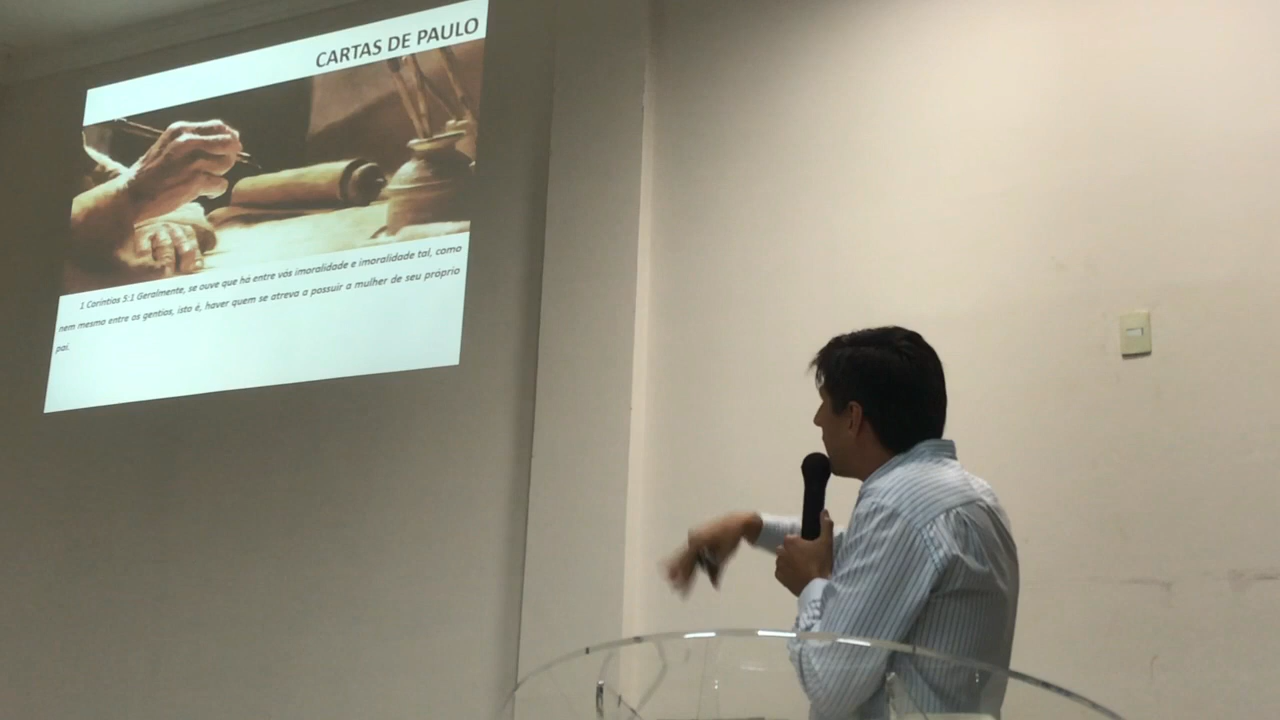 CARTAS DE PAULO
1 Coríntios 5:1 Geralmente, se ouve que há entre vós imoralidade e imoralidade tal, como
nem mesmo entre os gentios, isto é, haver quem se atreva a possuir a mulher de seu próprio
pai.